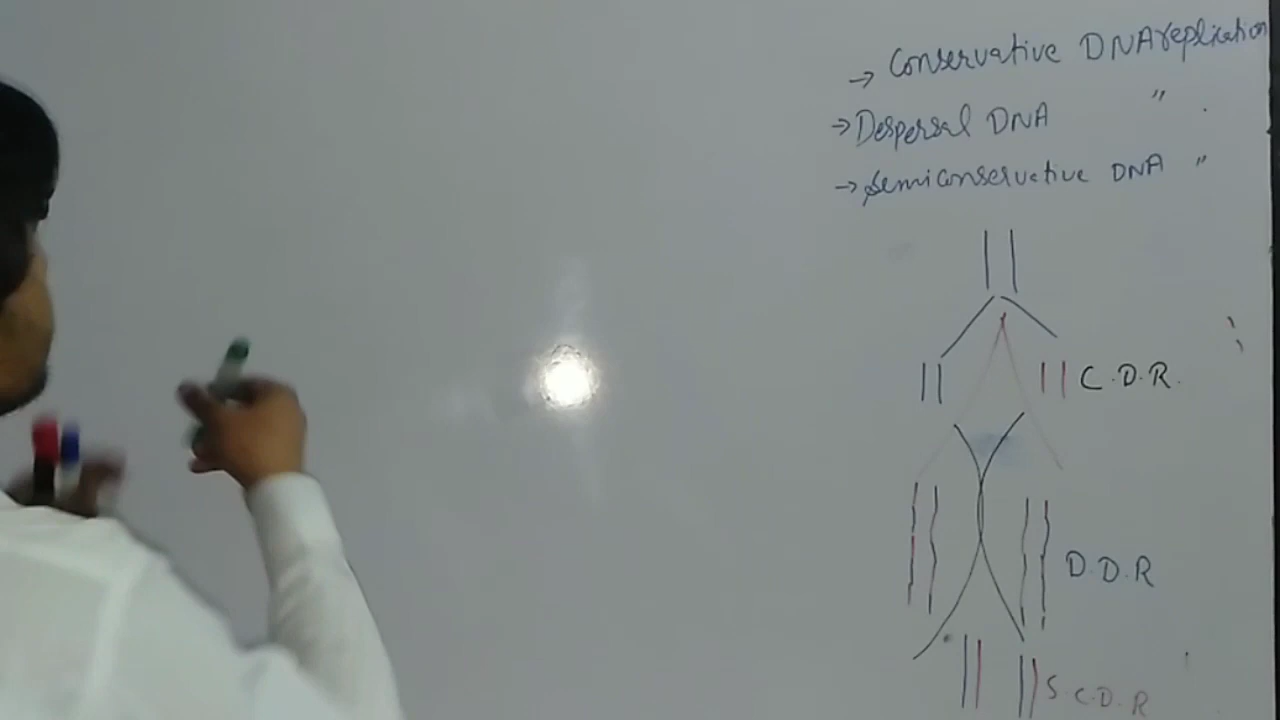 → Conservative DNA replication
→ Despersal DNA "
→ Semiconservative DNA "
C.D.R.
D.D.R
S.C.D.R